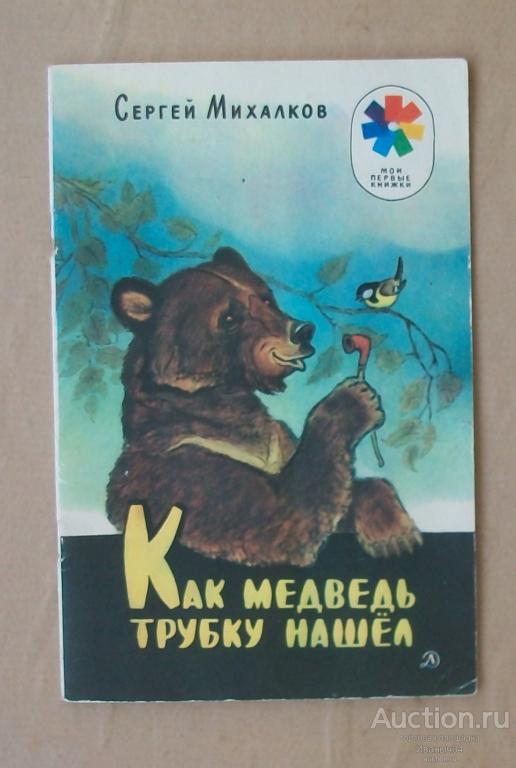 Сергей Михалков
МОИ
ПЕРВЫЕ
КНИЖКИ
Как медведь
трубку нашёл
Д
Auction.ru